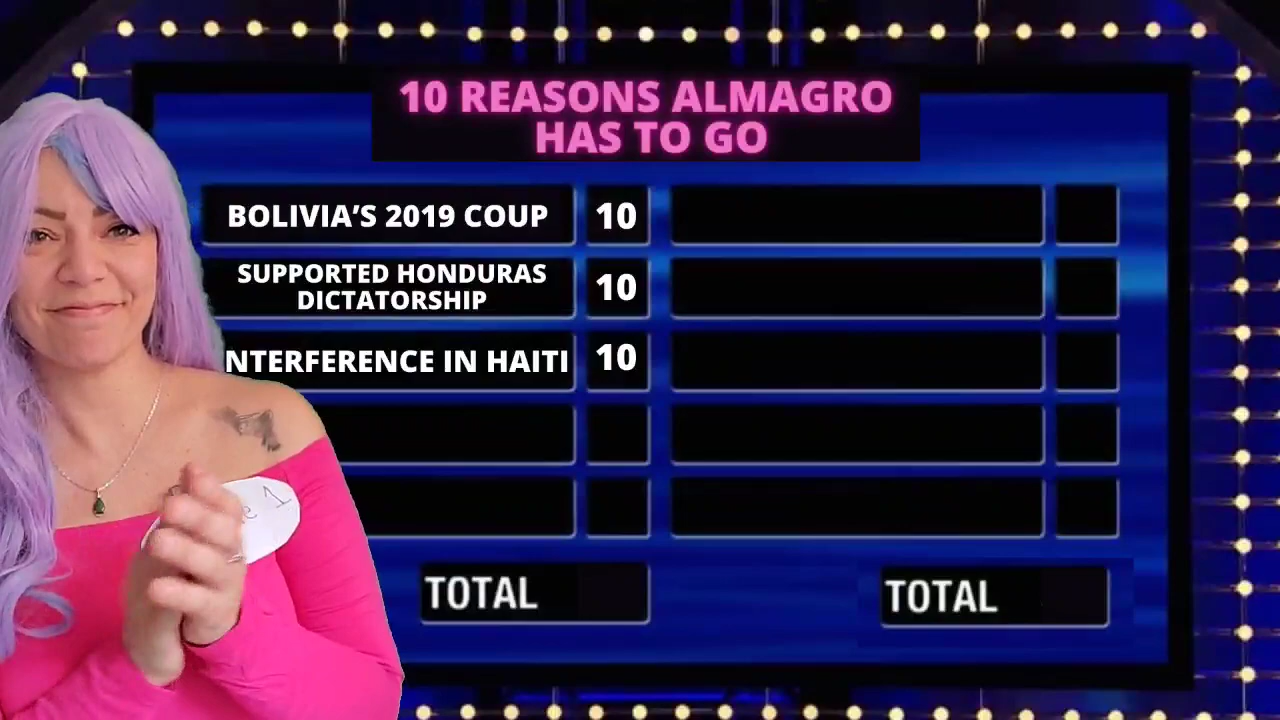 10 REASONS ALMAGRO
HAS TO GO
BOLIVIA'S 2019 COUP 10
SUPPORTED HONDURAS
DICTATORSHIP 10
NTERFERENCE IN HAITI 10
1
TOTAL
TOTAL